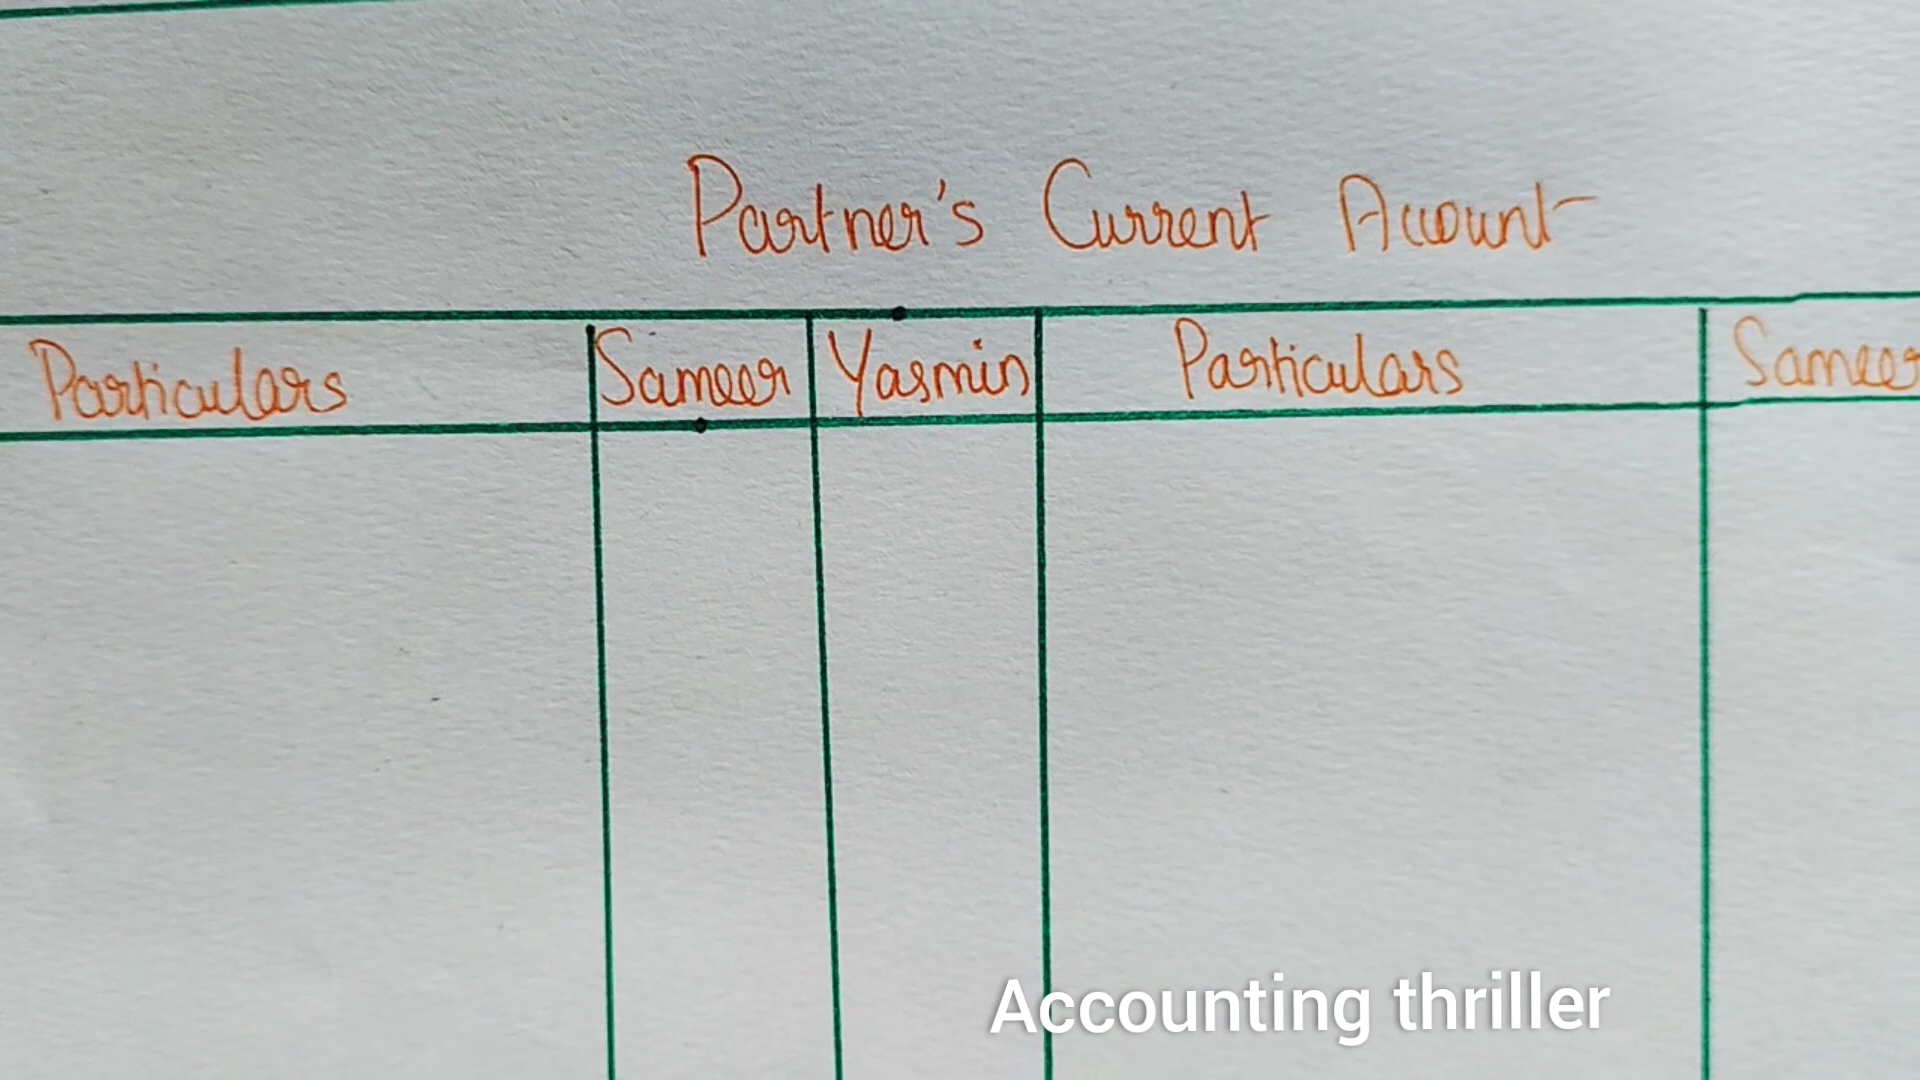 Partner's Current Account
Particulars Sameer Yasmin Particulars Sameer
Accounting thriller